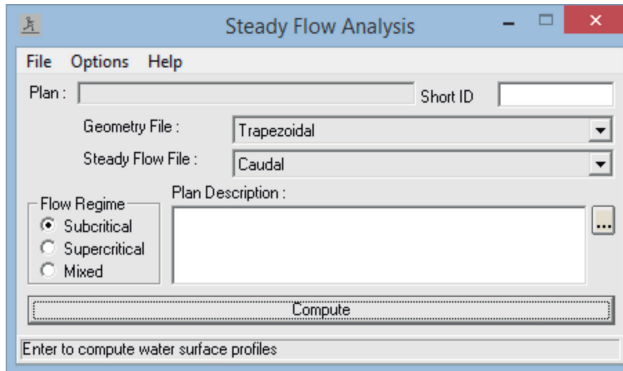 Steady Flow Analysis
File Options Help
Plan : Short ID
Geometry File : Trapezoidal
Steady Flow File : Caudal
Plan Description :
Flow Regime
Subcritical
Supercritical
Mixed
...
Compute
Enter to compute water surface profiles